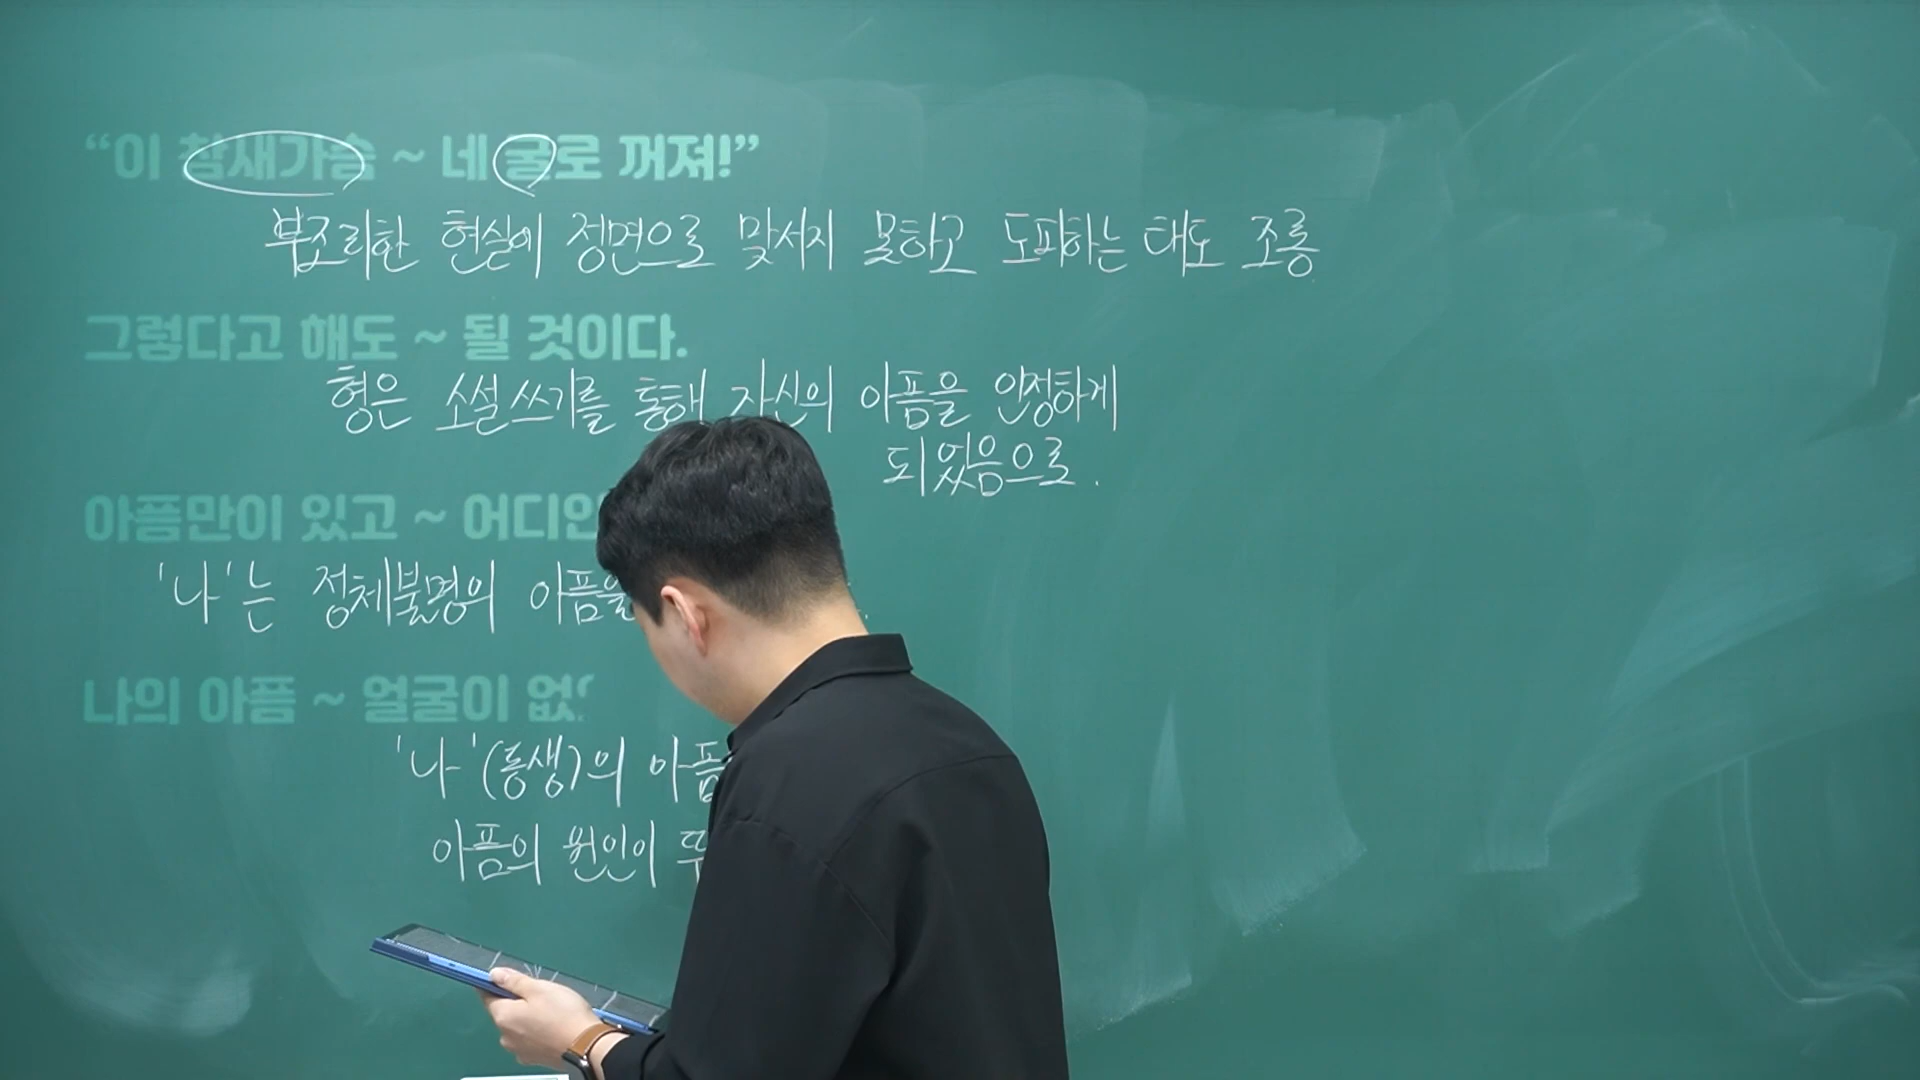 “이 참새가슴 ~ 네 굴로 꺼져!”
부조리한 현실에 정면으로 맞서지 못하고 도피하는 태도 조롱
그렇다고 해도 ~ 될 것이다.
형은 소설쓰기를 통해 자신의 아픔을 인정하게
되었음으로.
아픔만이 있고 ~
'나'는 정체불명의 아픔을
나의 아픔 ~ 얼굴이
'나'(동생)의 아픔
아픔의 원인이